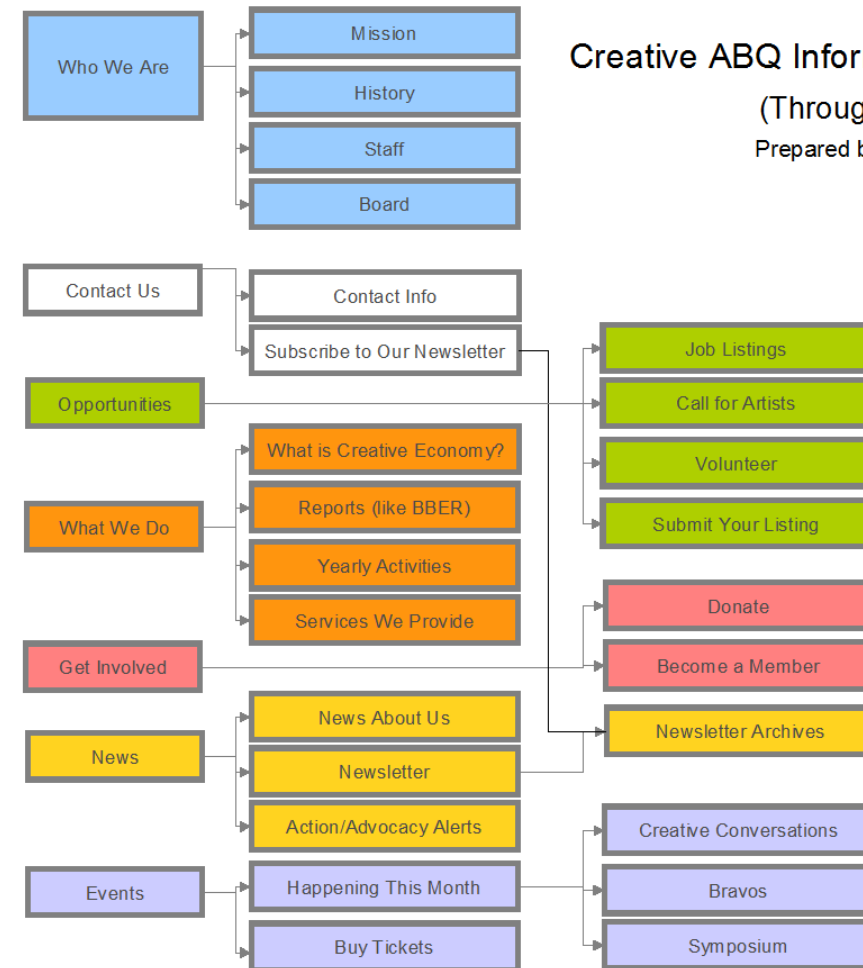 Creative ABQ Infor
(Throug
Prepared b
Who We Are
Mission
History
Staff
Board
Contact Us
Contact Info
Subscribe to Our Newsletter
Opportunities
Job Listings
Call for Artists
Volunteer
Submit Your Listing
What We Do
What is Creative Economy?
Reports (like BBER)
Yearly Activities
Services We Provide
Get Involved
Donate
Become a Member
News
News About Us
Newsletter
Action/Advocacy Alerts
Newsletter Archives
Events
Happening This Month
Buy Tickets
Creative Conversations
Bravos
Symposium